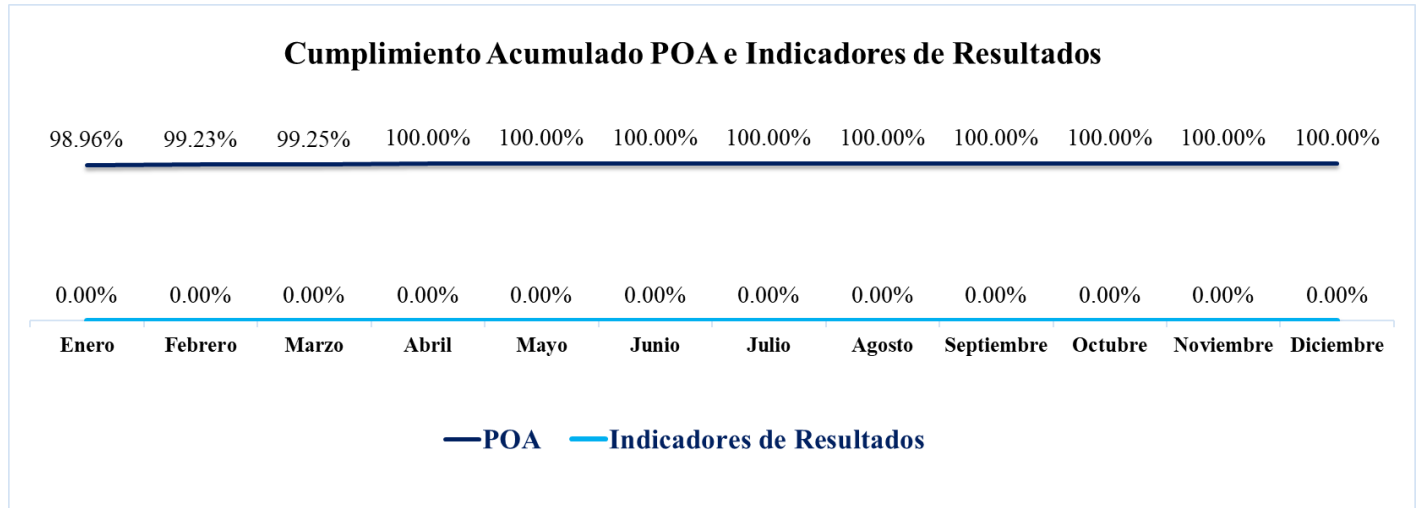 Cumplimiento Acumulado POA e Indicadores de Resultados
98.96% 99.23% 99.25% 100.00% 100.00% 100.00% 100.00% 100.00% 100.00% 100.00% 100.00% 100.00%
0.00% 0.00% 0.00% 0.00% 0.00% 0.00% 0.00% 0.00% 0.00% 0.00% 0.00% 0.00%
Enero Febrero Marzo Abril Mayo Junio Julio Agosto Septiembre Octubre Noviembre Diciembre
POA Indicadores de Resultados